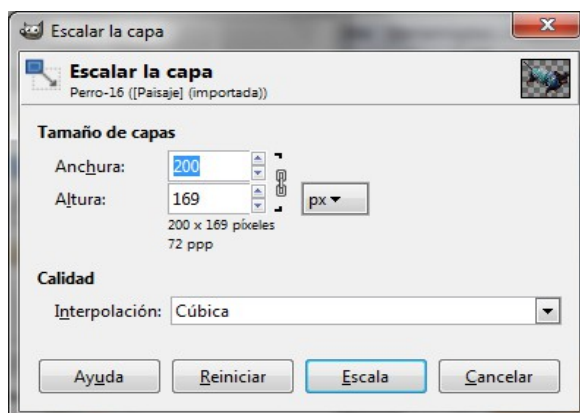 Escalar la capa
Escalar la capa
Perro-16 ([Paisaje] (importada))
Tamaño de capas
Anchura: 200
Altura: 169 px
200 x 169 píxeles
72 ppp
Calidad
Interpolación: Cúbica
Ayuda Reiniciar Escala Cancelar